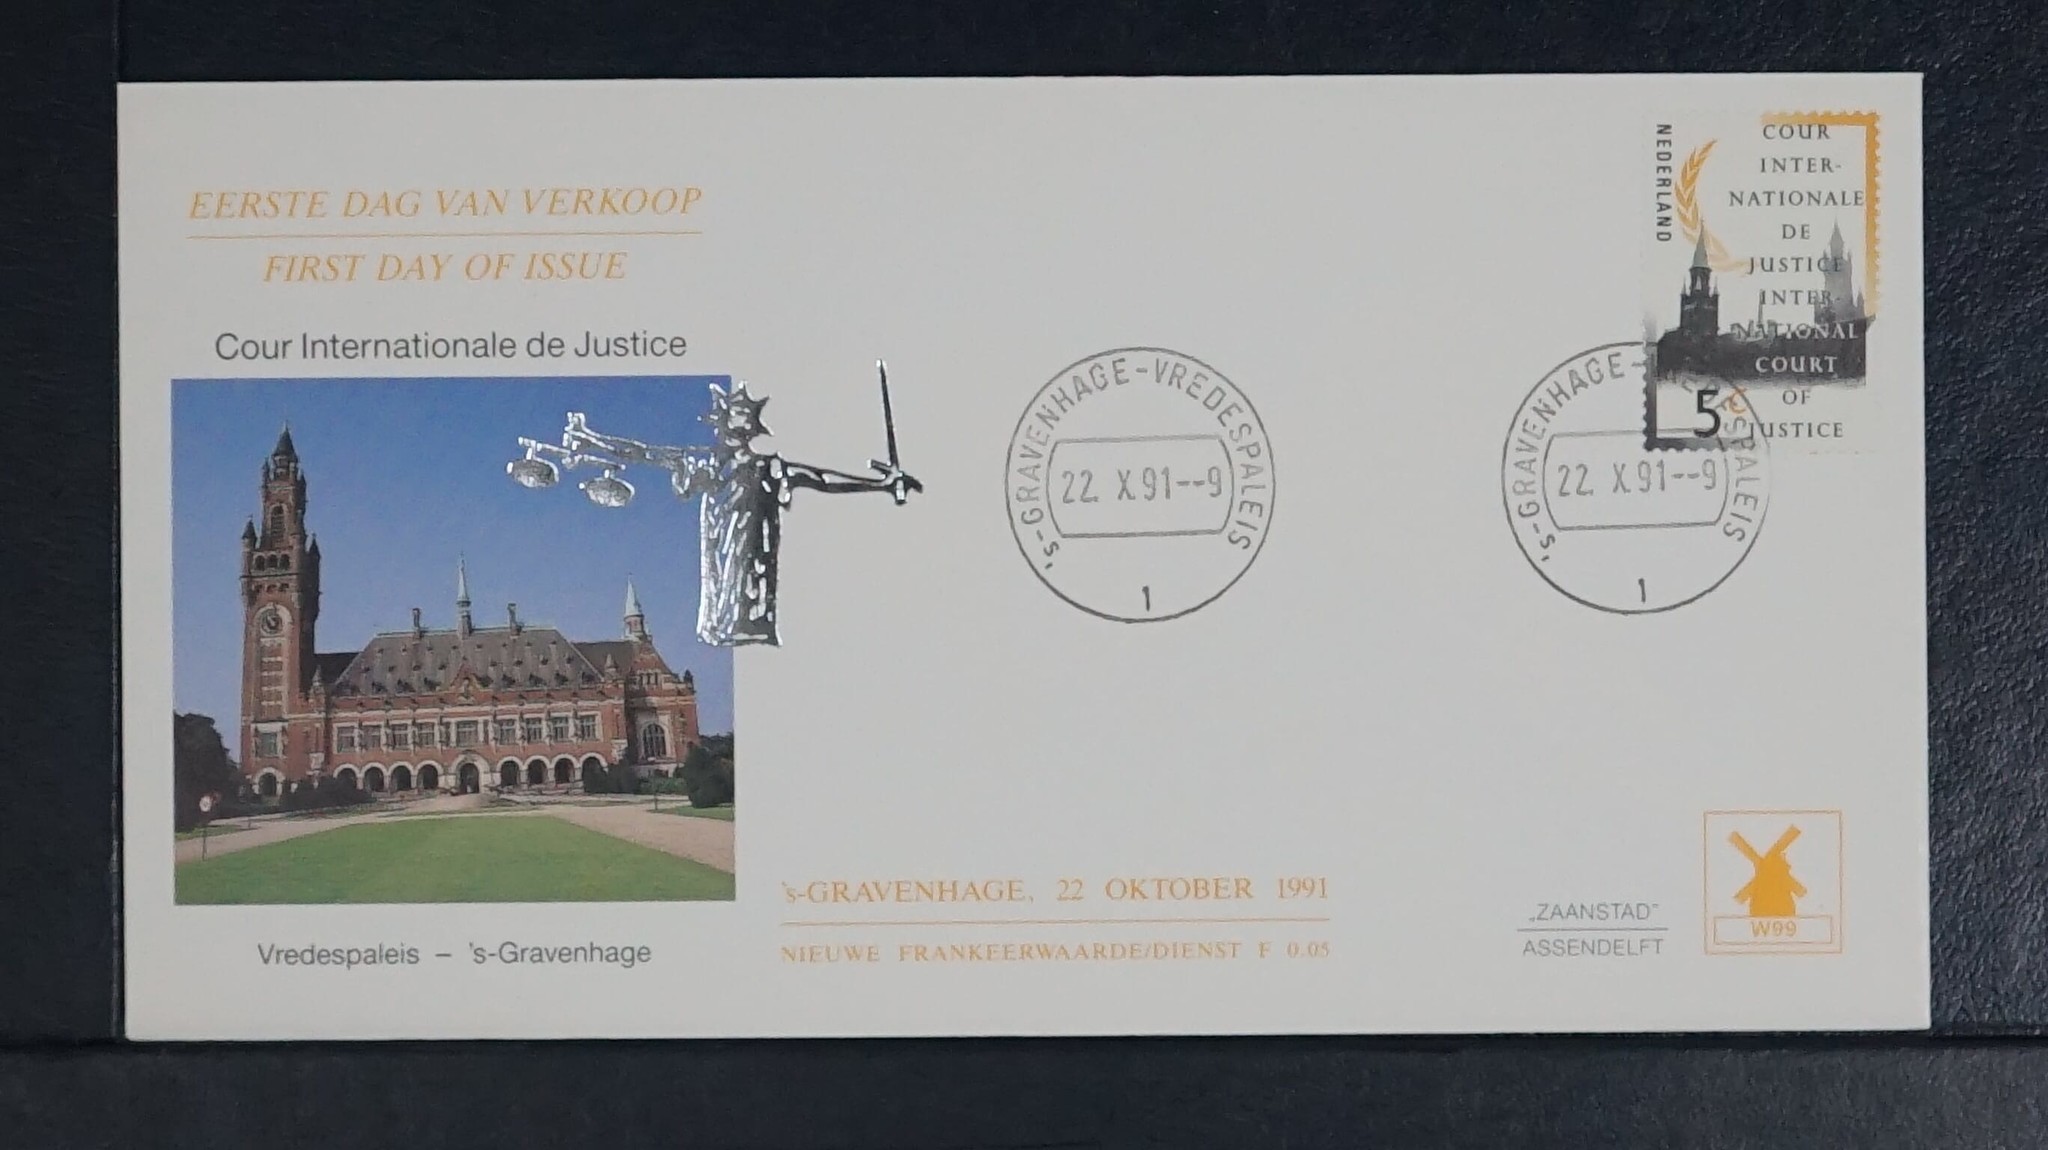 EERSTE DAG VAN VERKOOP
FIRST DAY OF ISSUE
Cour Internationale de Justice
Vredespaleis – 's-Gravenhage
's-GRAVENHAGE-VREDESPALEIS
22. X.91--9
1
's-GRAVENHAGE-VREDESPALEIS
22. X.91--9
1
NEDERLAND
COUR
INTER-
NATIONALE
DE
JUSTICE
INTER-
NATIONAL
COURT
OF
JUSTICE
5c
's-GRAVENHAGE, 22 OKTOBER 1991
NIEUWE FRANKEERWAARDE/DIENST F 0.05
„ZAANSTAD”
ASSENDELFT
W99